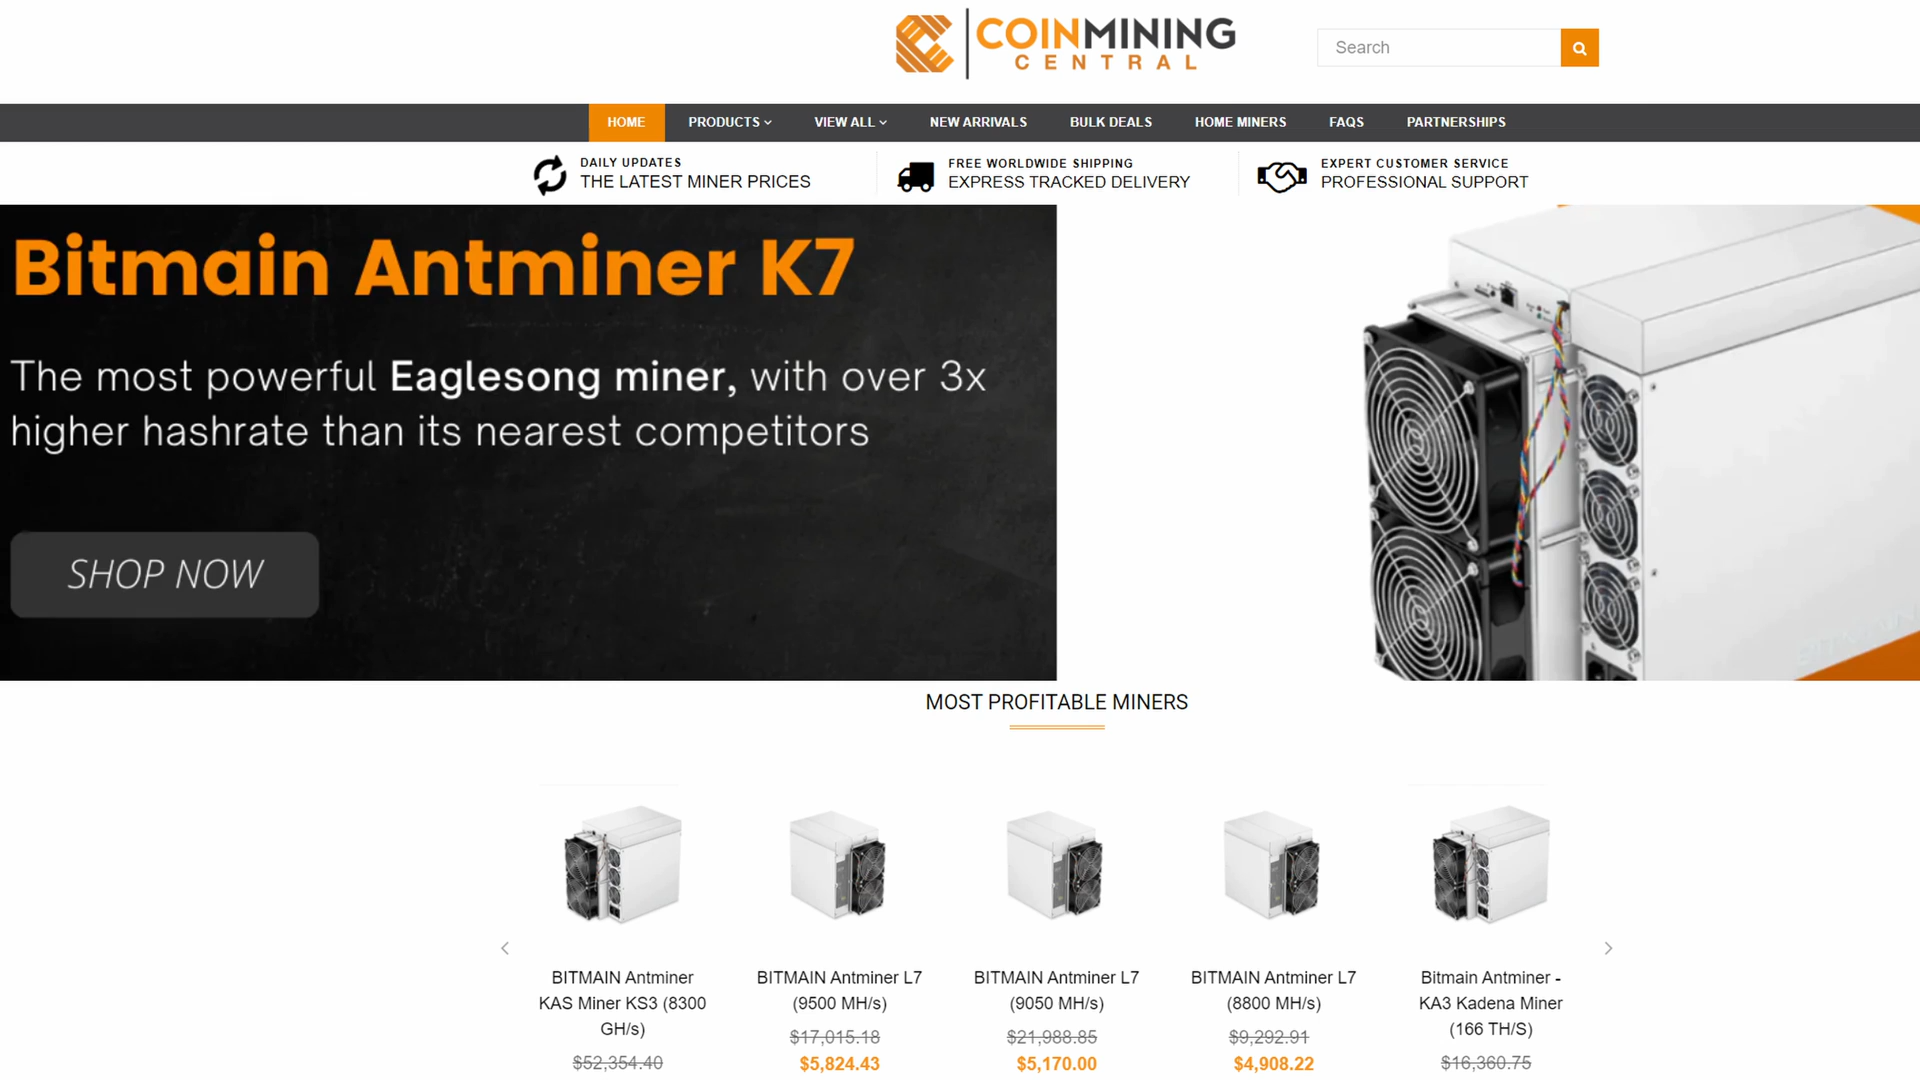 COINMINING
CENTRAL
Search
HOME
PRODUCTS
VIEW ALL
NEW ARRIVALS
BULK DEALS
HOME MINERS
FAQS
PARTNERSHIPS
DAILY UPDATES
THE LATEST MINER PRICES
FREE WORLDWIDE SHIPPING
EXPRESS TRACKED DELIVERY
EXPERT CUSTOMER SERVICE
PROFESSIONAL SUPPORT
Bitmain Antminer K7
The most powerful Eaglesong miner, with over 3x
higher hashrate than its nearest competitors
SHOP NOW
BITMAIN
MOST PROFITABLE MINERS
BITMAIN Antminer
KAS Miner KS3 (8300
GH/s)
$52,354.40
BITMAIN Antminer L7
(9500 MH/s)
$17,015.18
$5,824.43
BITMAIN Antminer L7
(9050 MH/s)
$21,988.85
$5,170.00
BITMAIN Antminer L7
(8800 MH/s)
$9,292.91
$4,908.22
Bitmain Antminer -
KA3 Kadena Miner
(166 TH/S)
$16,360.75